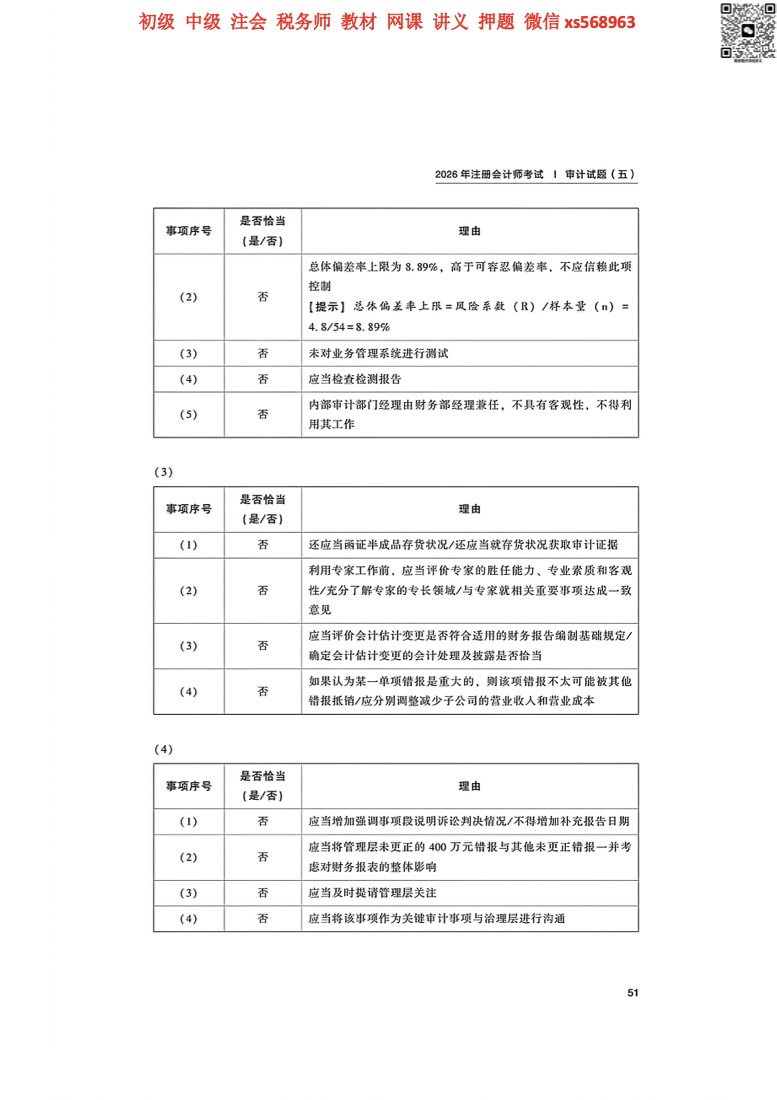 初级 中级 注会 税务师 教材 网课 讲义 押题 微信 xs568963
2026 年注册会计师考试 | 审计试题（五）
事项序号 是否恰当（是/否） 理由
（2） 否 总体偏差率上限为 8.89%，高于可容忍偏差率，不应信赖此项
控制
【提示】总体偏差率上限＝风险系数（R）/样本量（n）＝
4.8/54＝8.89%
（3） 否 未对业务管理系统进行测试
（4） 否 应当检查检测报告
（5） 否 内部审计部门经理由财务部经理兼任，不具有客观性，不得利
用其工作
（3）
事项序号 是否恰当（是/否） 理由
（1） 否 还应当函证半成品存货状况/还应当就存货状况获取审计证据
（2） 否 利用专家工作前，应当评价专家的胜任能力、专业素质和客观
性/充分了解专家的专长领域/与专家就相关重要事项达成一致
意见
（3） 否 应当评价会计估计变更是否符合适用的财务报告编制基础规定/
确定会计估计变更的会计处理及披露是否恰当
（4） 否 如果认为某一单项错报是重大的，则该项错报不太可能被其他
错报抵销/应分别调整减少子公司的营业收入和营业成本
（4）
事项序号 是否恰当（是/否） 理由
（1） 否 应当增加强调事项段说明诉讼判决情况/不得增加补充报告日期
（2） 否 应当将管理层未更正的 400 万元错报与其他未更正错报一并考
虑对财务报表的整体影响
（3） 否 应当及时提请管理层关注
（4） 否 应当将该事项作为关键审计事项与治理层进行沟通
51